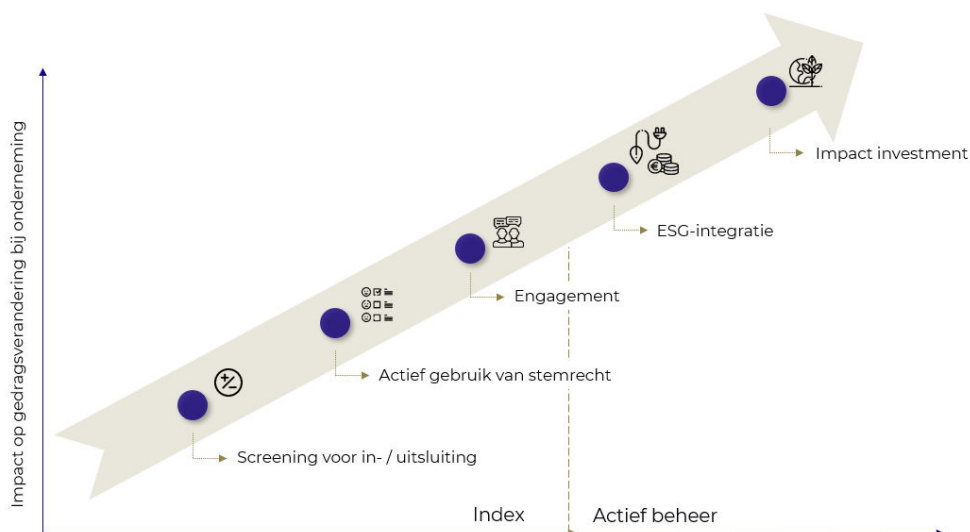 Impact op gedragsverandering bij onderneming
Impact investment
ESG-integratie
Engagement
Actief gebruik van stemrecht
Screening voor in- / uitsluiting
Index
Actief beheer